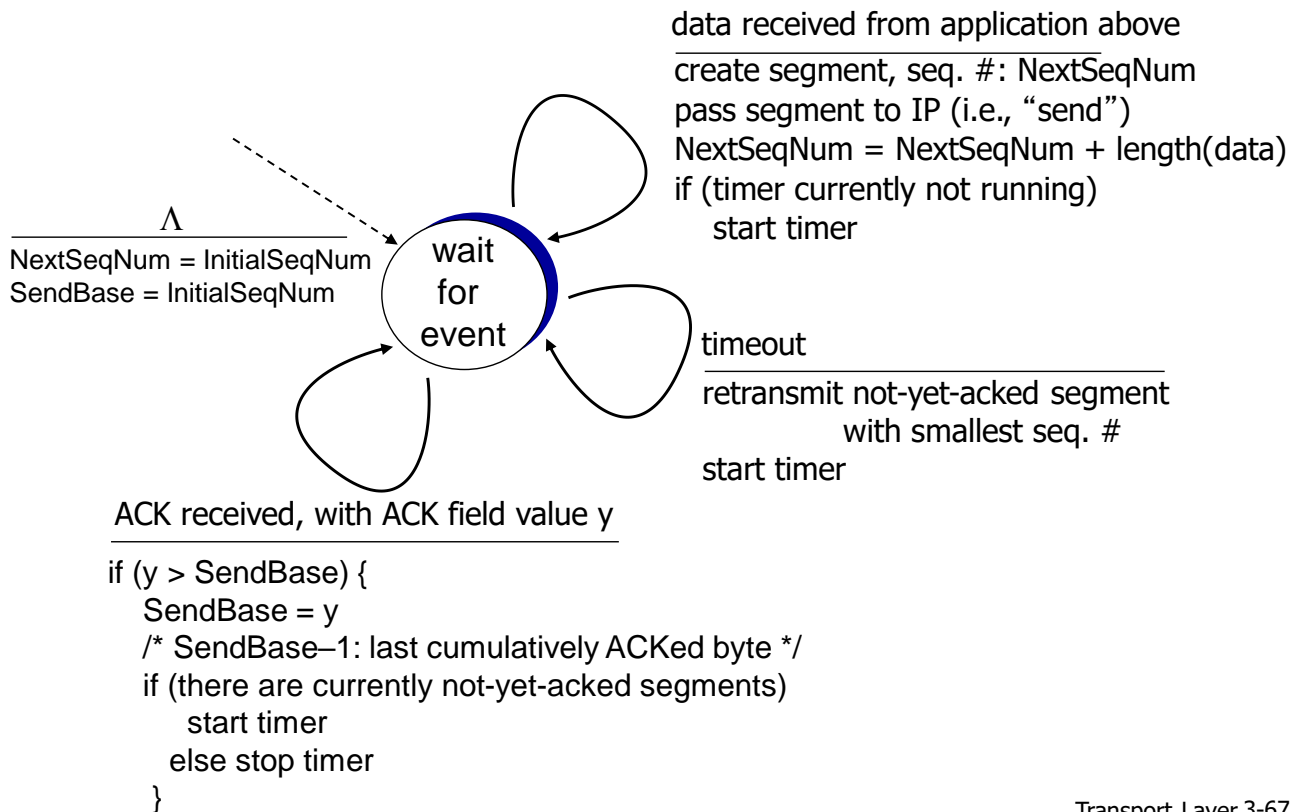 data received from application above
create segment, seq. #: NextSeqNum
pass segment to IP (i.e., “send”)
NextSeqNum = NextSeqNum + length(data)
if (timer currently not running)
start timer
Λ
NextSeqNum = InitialSeqNum
SendBase = InitialSeqNum
wait
for
event
timeout
retransmit not-yet-acked segment
with smallest seq. #
start timer
ACK received, with ACK field value y
if (y > SendBase) {
SendBase = y
/* SendBase–1: last cumulatively ACKed byte */
if (there are currently not-yet-acked segments)
start timer
else stop timer
}
Transport Layer 3-67